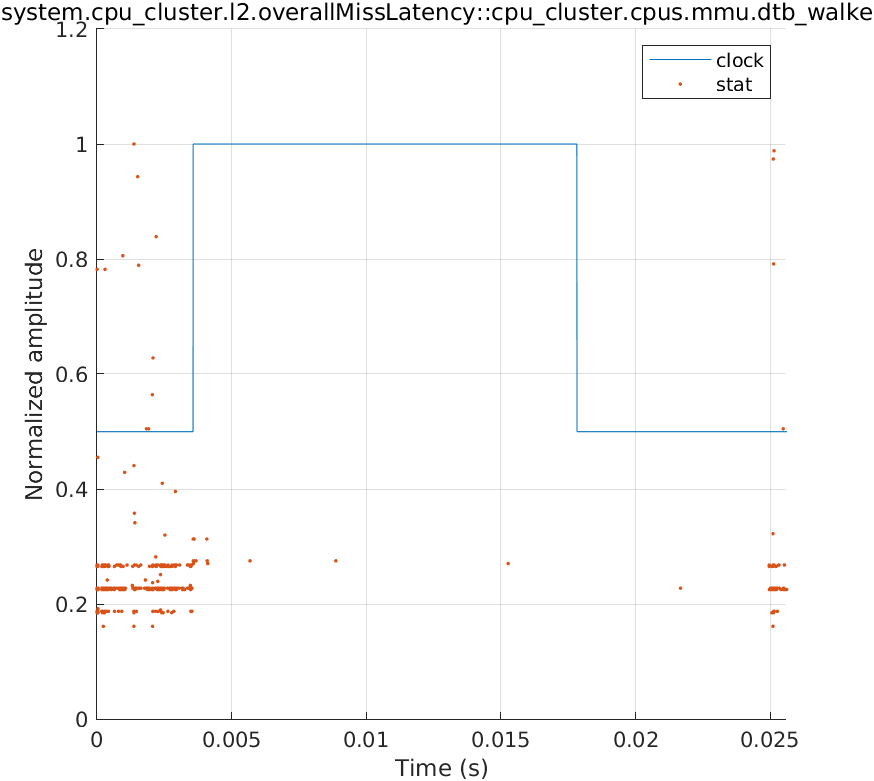 system.cpu_cluster.l2.overallMissLatency::cpu_cluster.cpus.mmu.dtb_walke
1.2
1
0.8
0.6
0.4
0.2
0
Normalized amplitude
clock
stat
0 0.005 0.01 0.015 0.02 0.025
Time (s)